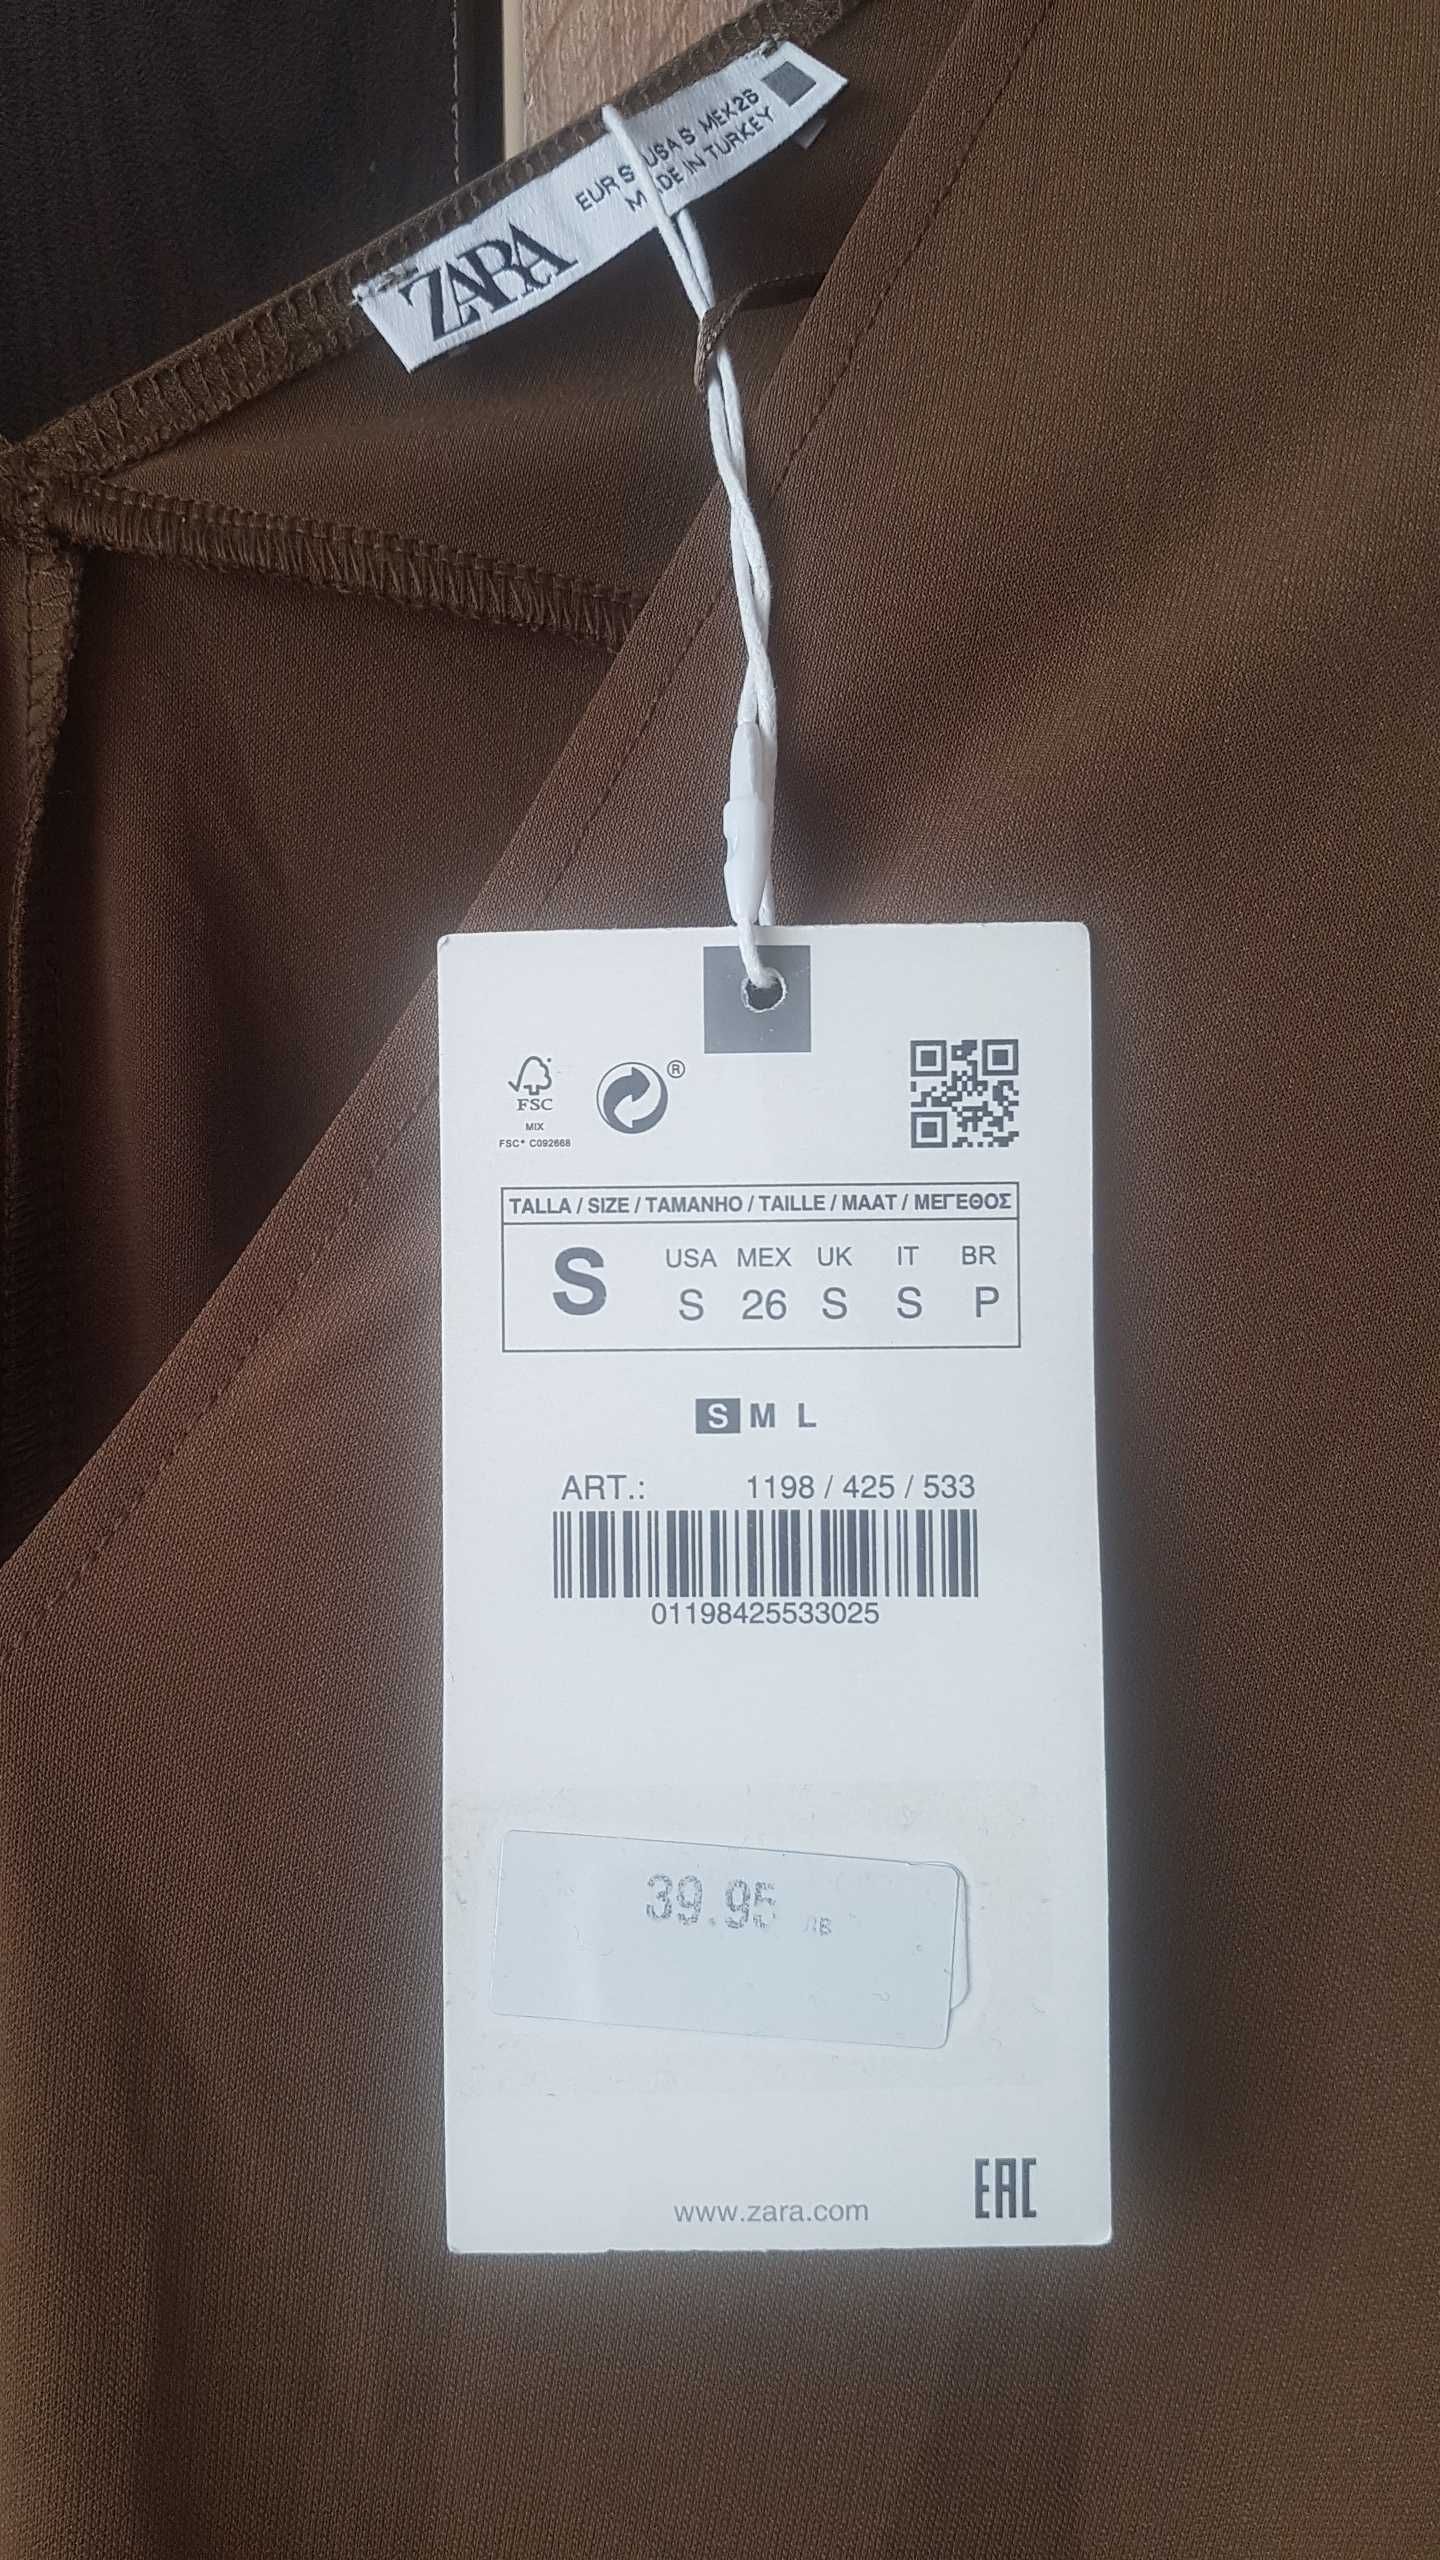 EUR S USA S MEX 26
MADE IN TURKEY
ZARA
FSC
MIX
FSC® C092668
®
TALLA / SIZE / TAMANHO / TAILLE / MAAT / ΜΕΓΕΘΟΣ
S USA MEX UK IT BR
S 26 S S P
S M L
ART.: 1198 / 425 / 533
01198425533025
39.95 лв
www.zara.com
EAC